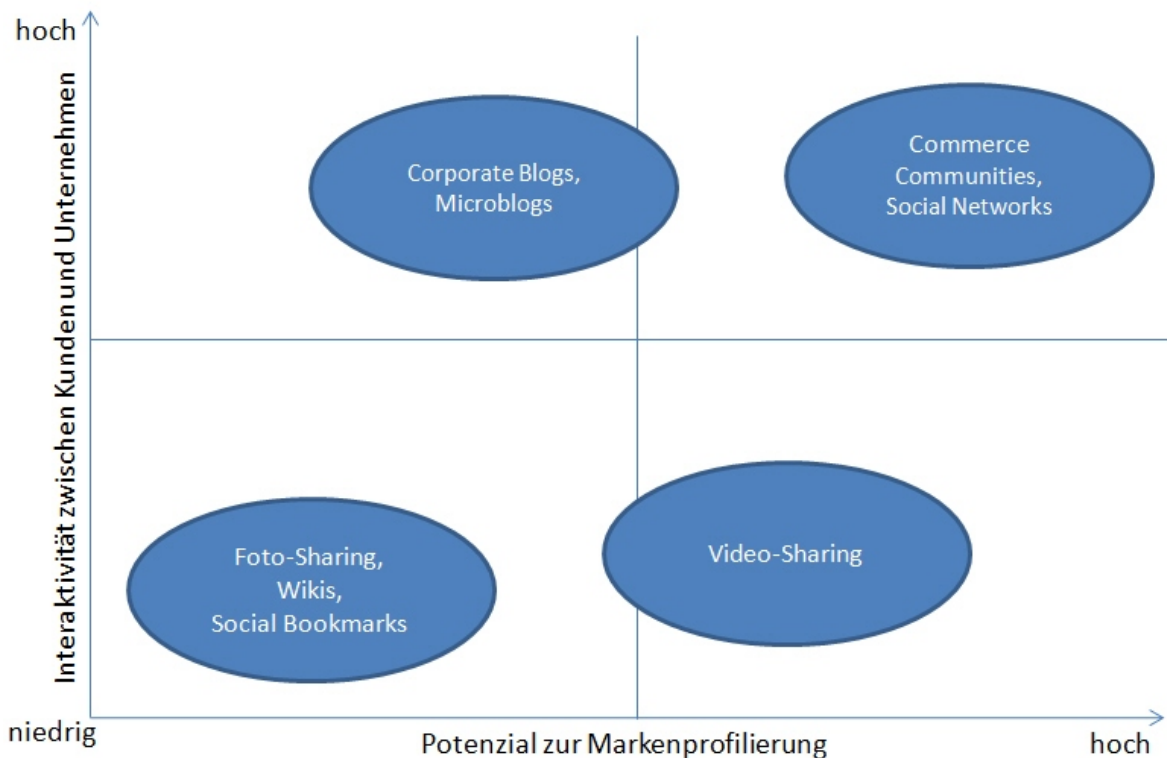 hoch
Interaktivität zwischen Kunden und Unternehmen
Corporate Blogs,
Microblogs
Commerce
Communities,
Social Networks
Foto-Sharing,
Wikis,
Social Bookmarks
Video-Sharing
niedrig
Potenzial zur Markenprofilierung
hoch